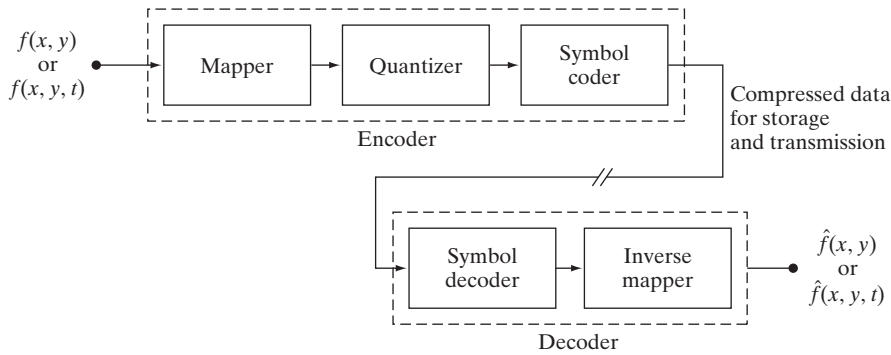 f(x, y)
or
f(x, y, t)
Mapper
Quantizer
Symbol
coder
Encoder
Compressed data
for storage
and transmission
Symbol
decoder
Inverse
mapper
Decoder
f̂(x, y)
or
f̂(x, y, t)